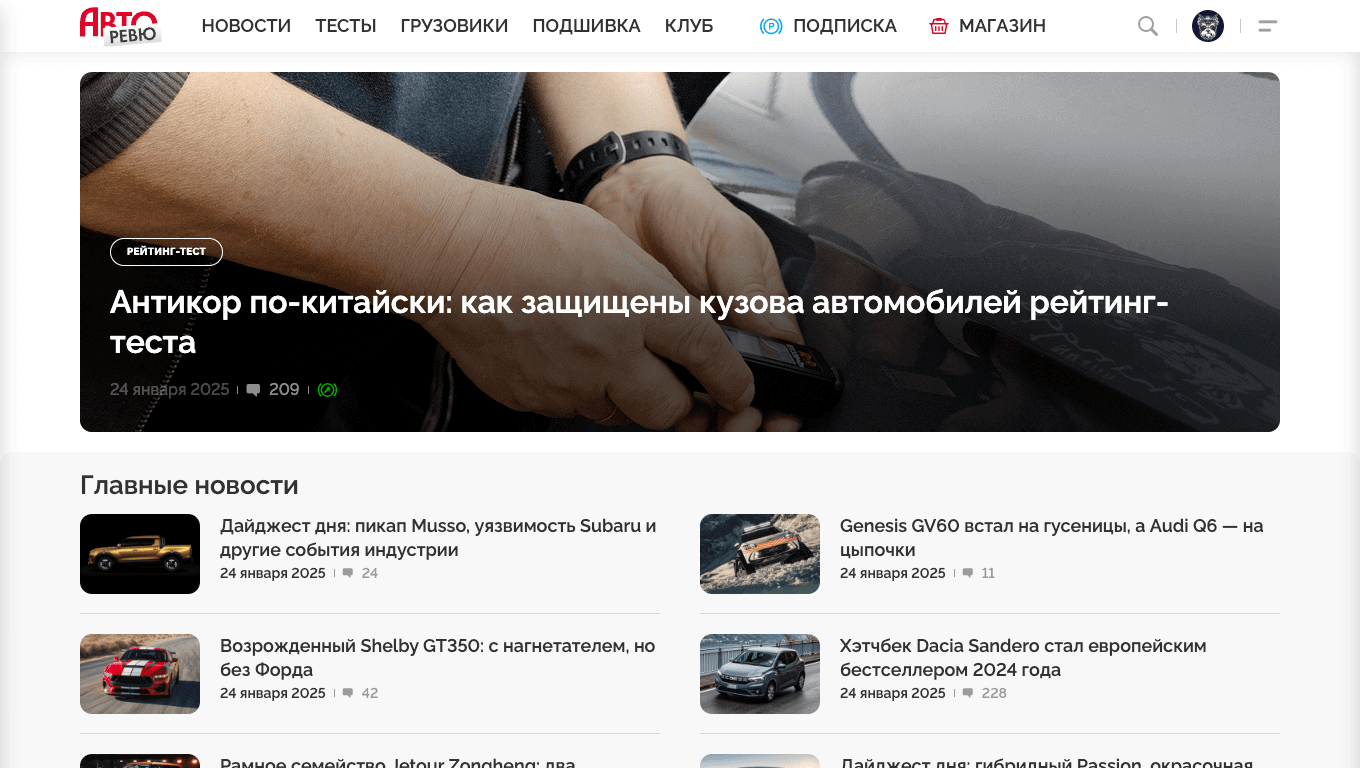 АВТО
РЕВЮ
НОВОСТИ ТЕСТЫ ГРУЗОВИКИ ПОДШИВКА КЛУБ ПОДПИСКА МАГАЗИН
РЕЙТИНГ-ТЕСТ
Антикор по-китайски: как защищены кузова автомобилей рейтинг-
теста
24 января 2025 209
Главные новости
Дайджест дня: пикап Musso, уязвимость Subaru и
другие события индустрии
24 января 2025 24
Genesis GV60 встал на гусеницы, а Audi Q6 — на
цыпочки
24 января 2025 11
Возрожденный Shelby GT350: с нагнетателем, но
без Форда
24 января 2025 42
Хэтчбек Dacia Sandero стал европейским
бестселлером 2024 года
24 января 2025 228
Рамное семейство Jetour Zongheng: два
Дайджест дня: гибридный Passion, окрасочная